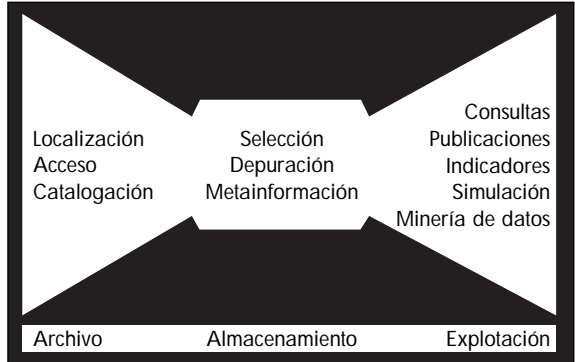 Localización
Acceso
Catalogación
Selección
Depuración
Metainformación
Consultas
Publicaciones
Indicadores
Simulación
Minería de datos
Archivo
Almacenamiento
Explotación